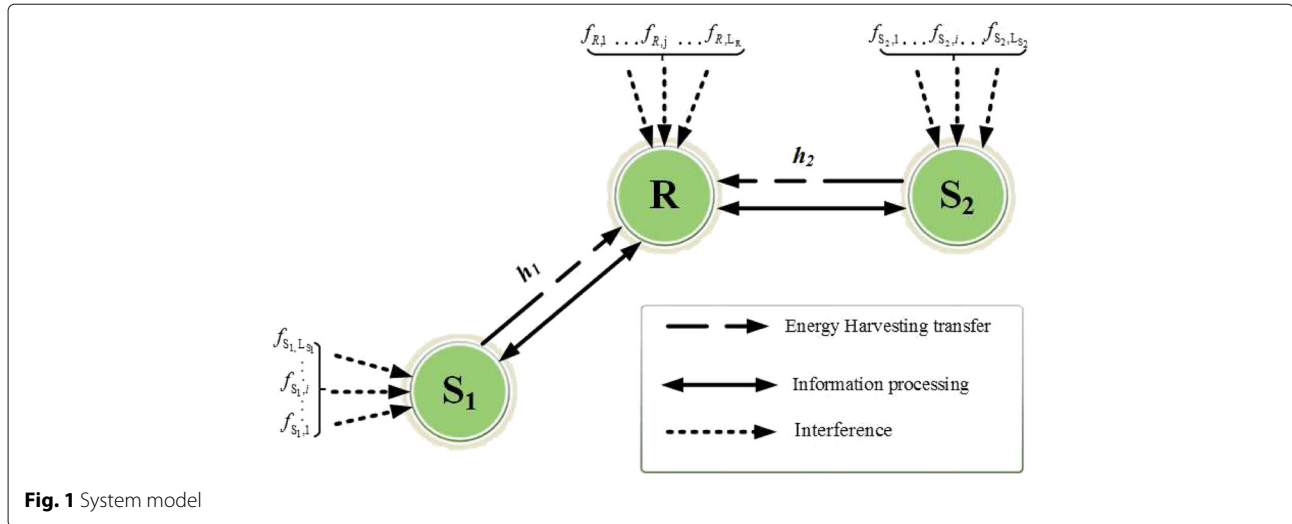 f_{R,1} ... f_{R,j} ... f_{R,L_R}
f_{S_2,1} ... f_{S_2,i} ... f_{S_2,L_{S_2}}
h_2
R
S_2
h_1
f_{S_1,L_{S_1}}
⋮
f_{S_1,i}
⋮
f_{S_1,1}
S_1
Energy Harvesting transfer
Information processing
Interference
Fig. 1 System model